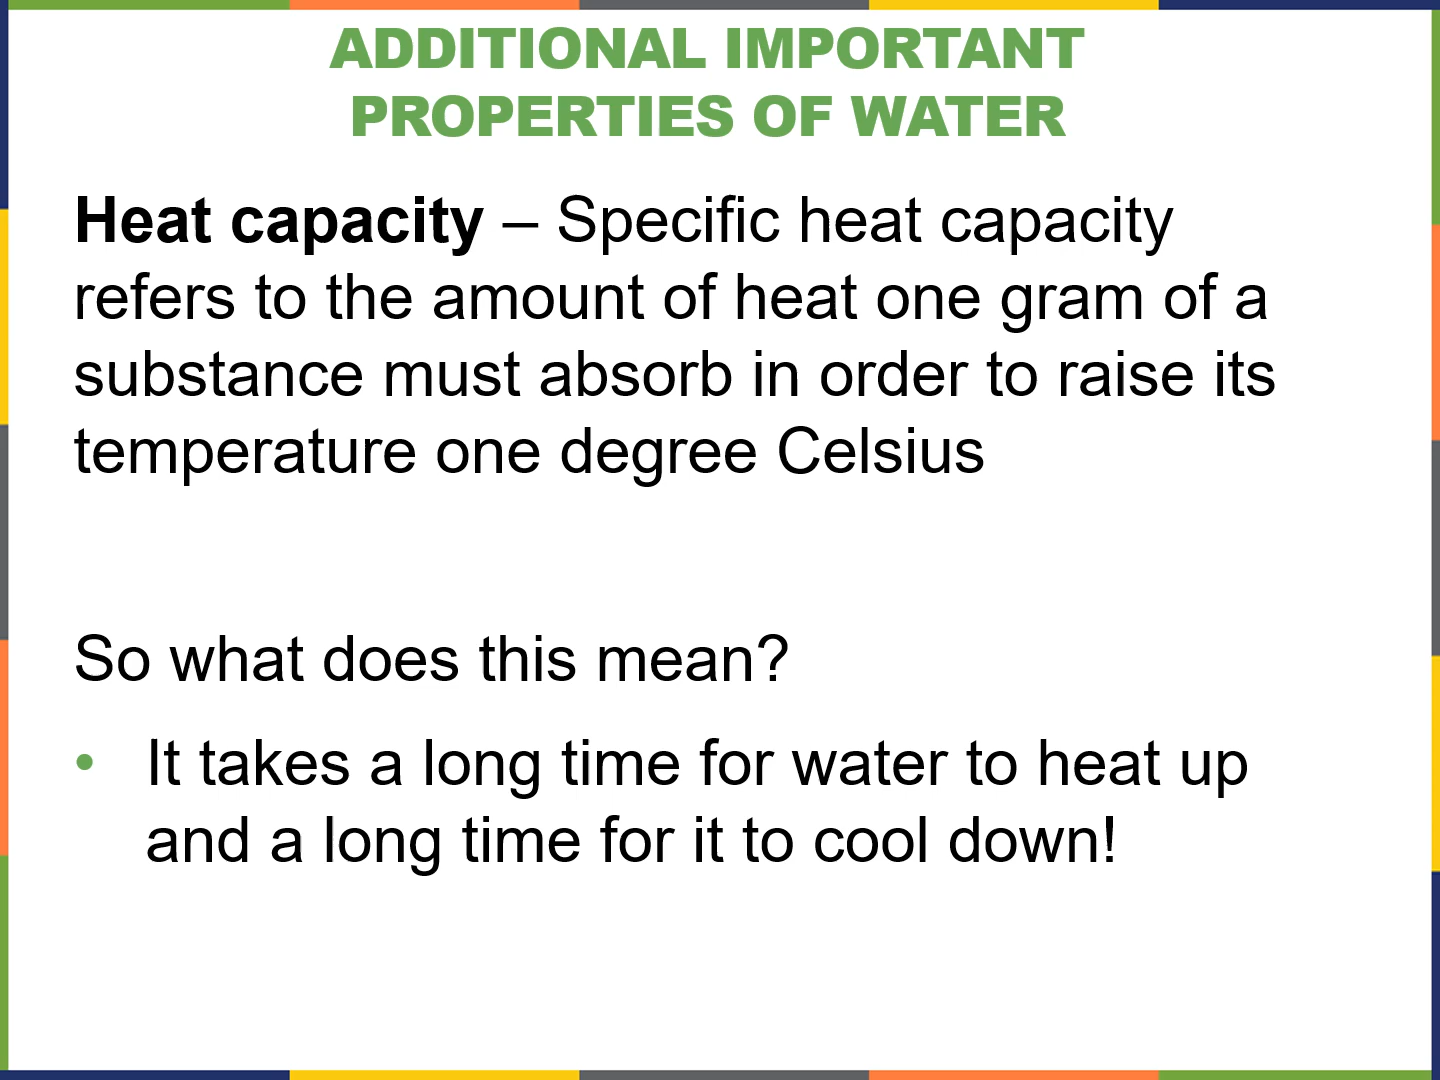 ADDITIONAL IMPORTANT
PROPERTIES OF WATER
Heat capacity – Specific heat capacity
refers to the amount of heat one gram of a
substance must absorb in order to raise its
temperature one degree Celsius
So what does this mean?
• It takes a long time for water to heat up
and a long time for it to cool down!